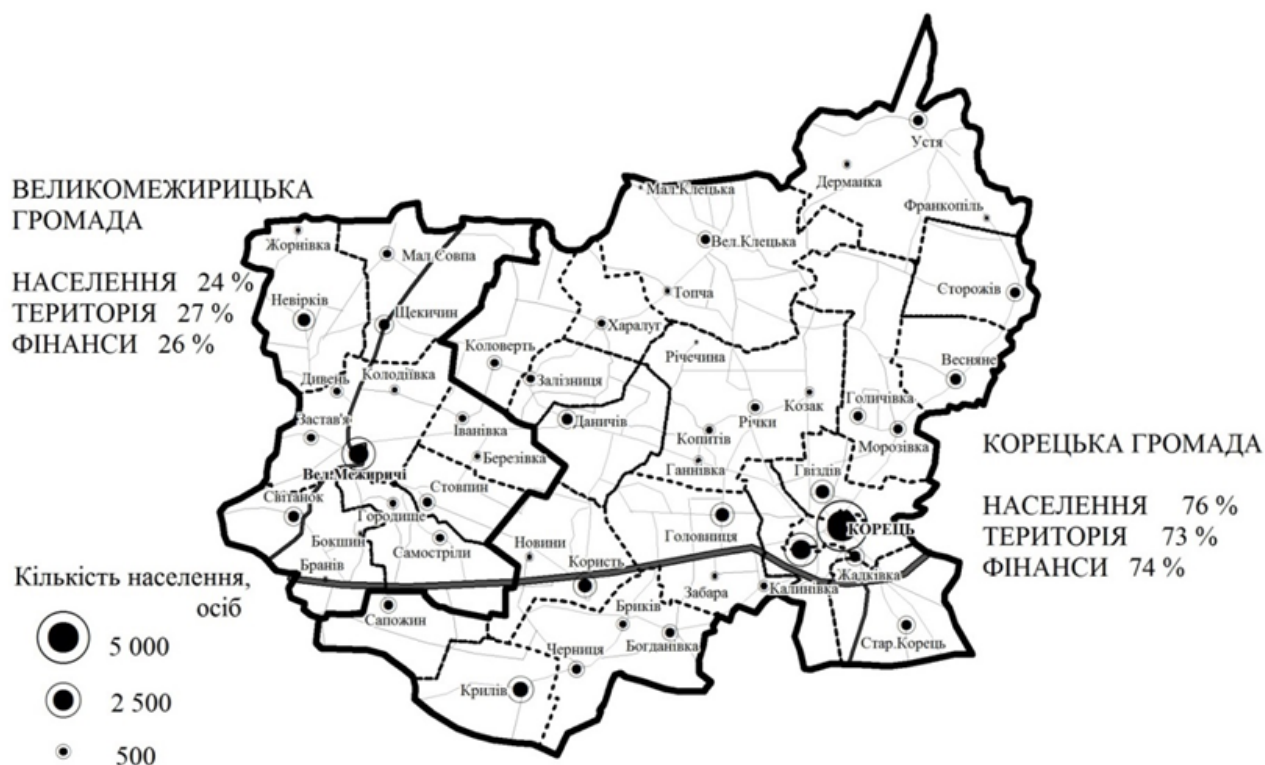 Устя
ВЕЛИКОМЕЖИРИЦЬКА
ГРОМАДА
НАСЕЛЕННЯ 24 %
ТЕРИТОРІЯ 27 %
ФІНАНСИ 26 %
Дерманка
Мал.Клецька
Франкопіль
Жорнівка
Вел.Клецька
Мал.Совпа
Сторожів
Топча
Невірків
Щекичин
Харалуг
Коловерть
Річечина
Весняне
Дивень
Колодіївка
Залізниця
Козак
Голичівка
Застав'я
Іванівка
Даничів
Копитів
Річки
Морозівка
КОРЕЦЬКА ГРОМАДА
НАСЕЛЕННЯ 76 %
ТЕРИТОРІЯ 73 %
ФІНАНСИ 74 %
Березівка
Ганнівка
Гвіздів
Вел.Межиричі
Світанок
Стовпин
Городище
КОРЕЦЬ
Бокшин
Самостріли
Новини
Головниця
Бранів
Користь
Жадківка
Забара
Калинівка
Сапожин
Бриків
Богданівка
Стар.Корець
Черниця
Крилів
Кількість населення,
осіб
5 000
2 500
500